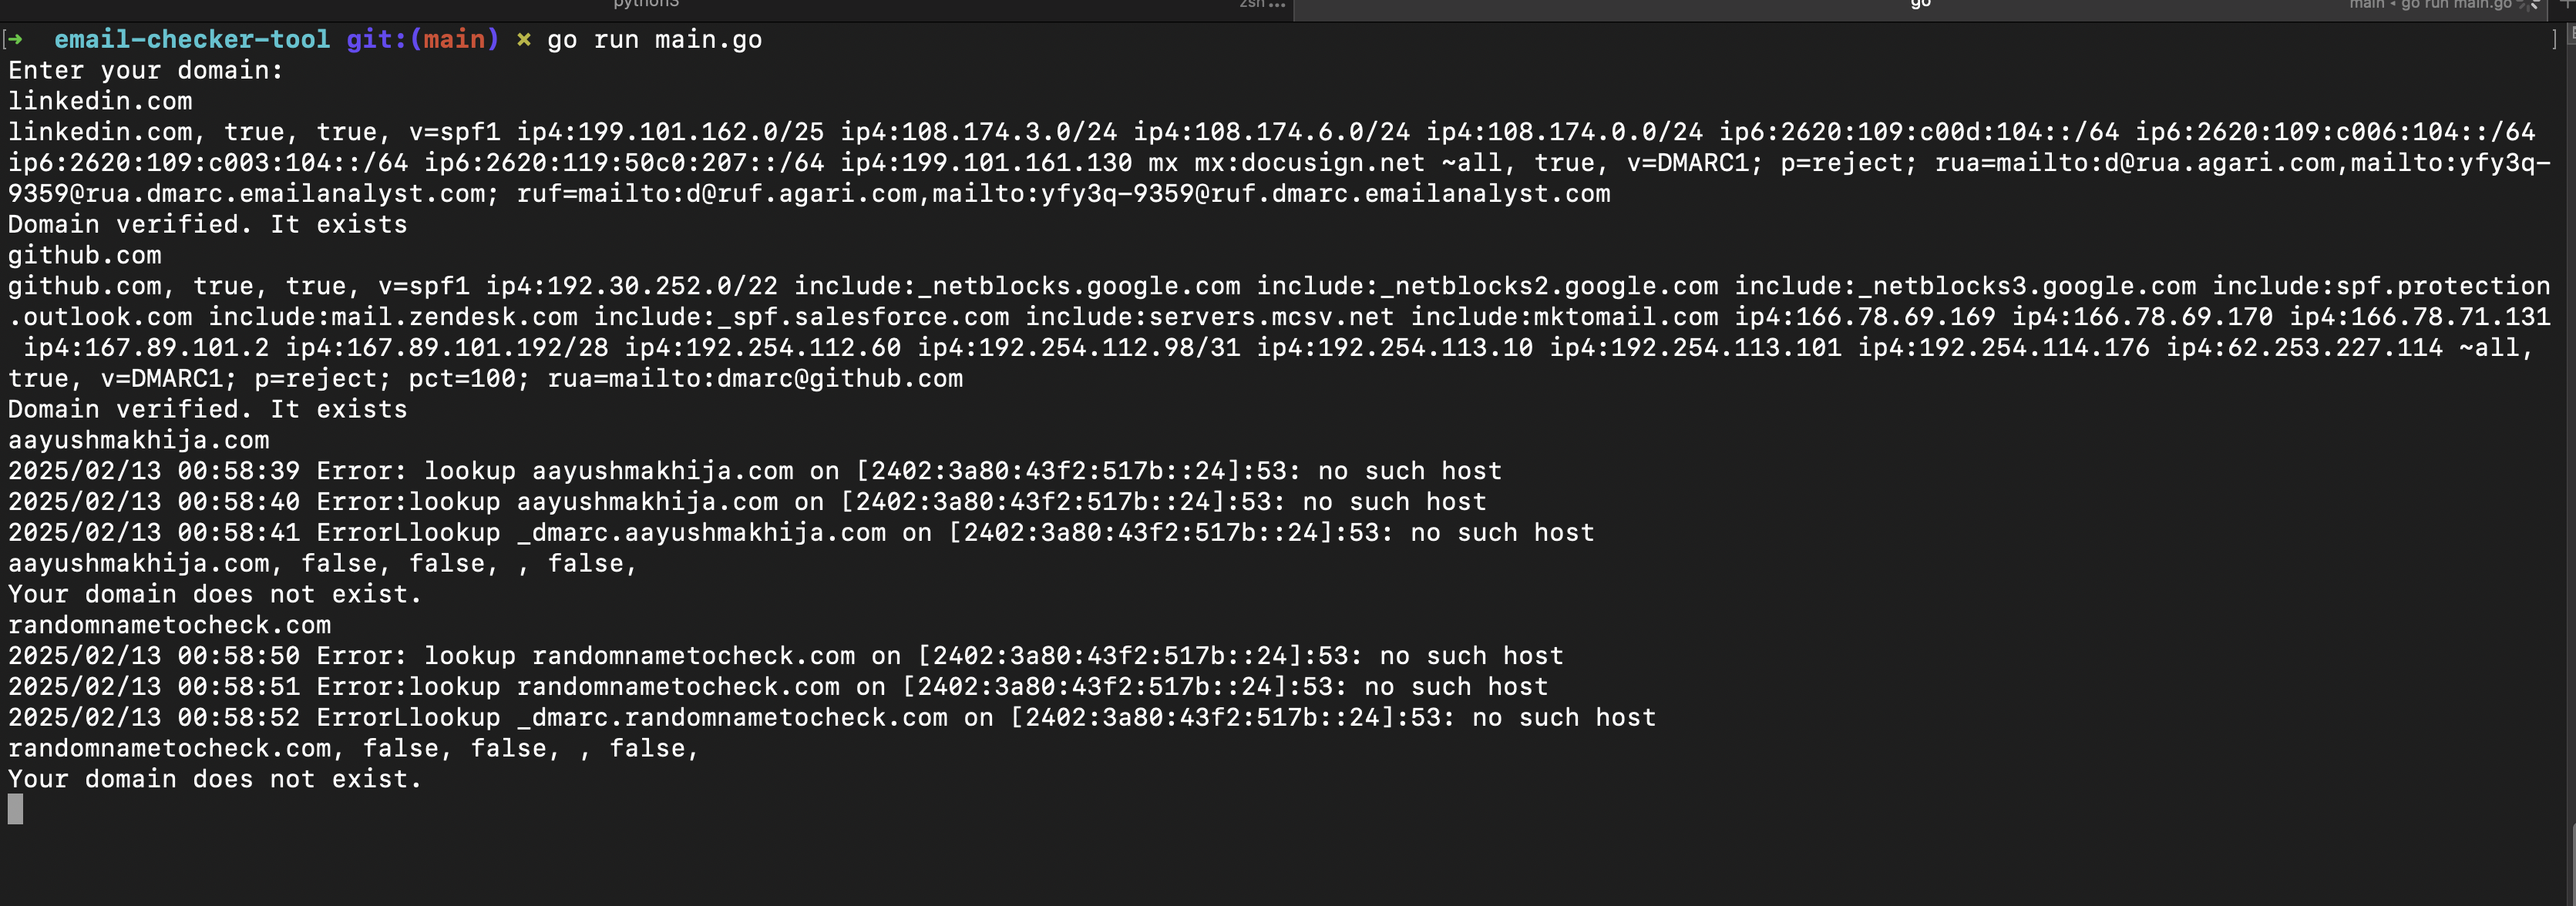 python3
zsh...
go
main • go run main.go
[➜ email-checker-tool git:(main) ✗ go run main.go ]
Enter your domain:
linkedin.com
linkedin.com, true, true, v=spf1 ip4:199.101.162.0/25 ip4:108.174.3.0/24 ip4:108.174.6.0/24 ip4:108.174.0.0/24 ip6:2620:109:c00d:104::/64 ip6:2620:109:c006:104::/64
ip6:2620:109:c003:104::/64 ip6:2620:119:50c0:207::/64 ip4:199.101.161.130 mx mx:docusign.net ~all, true, v=DMARC1; p=reject; rua=mailto:d@rua.agari.com,mailto:yfy3q-
9359@rua.dmarc.emailanalyst.com; ruf=mailto:d@ruf.agari.com,mailto:yfy3q-9359@ruf.dmarc.emailanalyst.com
Domain verified. It exists
github.com
github.com, true, true, v=spf1 ip4:192.30.252.0/22 include:_netblocks.google.com include:_netblocks2.google.com include:_netblocks3.google.com include:spf.protection
.outlook.com include:mail.zendesk.com include:_spf.salesforce.com include:servers.mcsv.net include:mktomail.com ip4:166.78.69.169 ip4:166.78.69.170 ip4:166.78.71.131
 ip4:167.89.101.2 ip4:167.89.101.192/28 ip4:192.254.112.60 ip4:192.254.112.98/31 ip4:192.254.113.10 ip4:192.254.113.101 ip4:192.254.114.176 ip4:62.253.227.114 ~all,
true, v=DMARC1; p=reject; pct=100; rua=mailto:dmarc@github.com
Domain verified. It exists
aayushmakhija.com
2025/02/13 00:58:39 Error: lookup aayushmakhija.com on [2402:3a80:43f2:517b::24]:53: no such host
2025/02/13 00:58:40 Error:lookup aayushmakhija.com on [2402:3a80:43f2:517b::24]:53: no such host
2025/02/13 00:58:41 ErrorLlookup _dmarc.aayushmakhija.com on [2402:3a80:43f2:517b::24]:53: no such host
aayushmakhija.com, false, false, , false,
Your domain does not exist.
randomnametocheck.com
2025/02/13 00:58:50 Error: lookup randomnametocheck.com on [2402:3a80:43f2:517b::24]:53: no such host
2025/02/13 00:58:51 Error:lookup randomnametocheck.com on [2402:3a80:43f2:517b::24]:53: no such host
2025/02/13 00:58:52 ErrorLlookup _dmarc.randomnametocheck.com on [2402:3a80:43f2:517b::24]:53: no such host
randomnametocheck.com, false, false, , false,
Your domain does not exist.